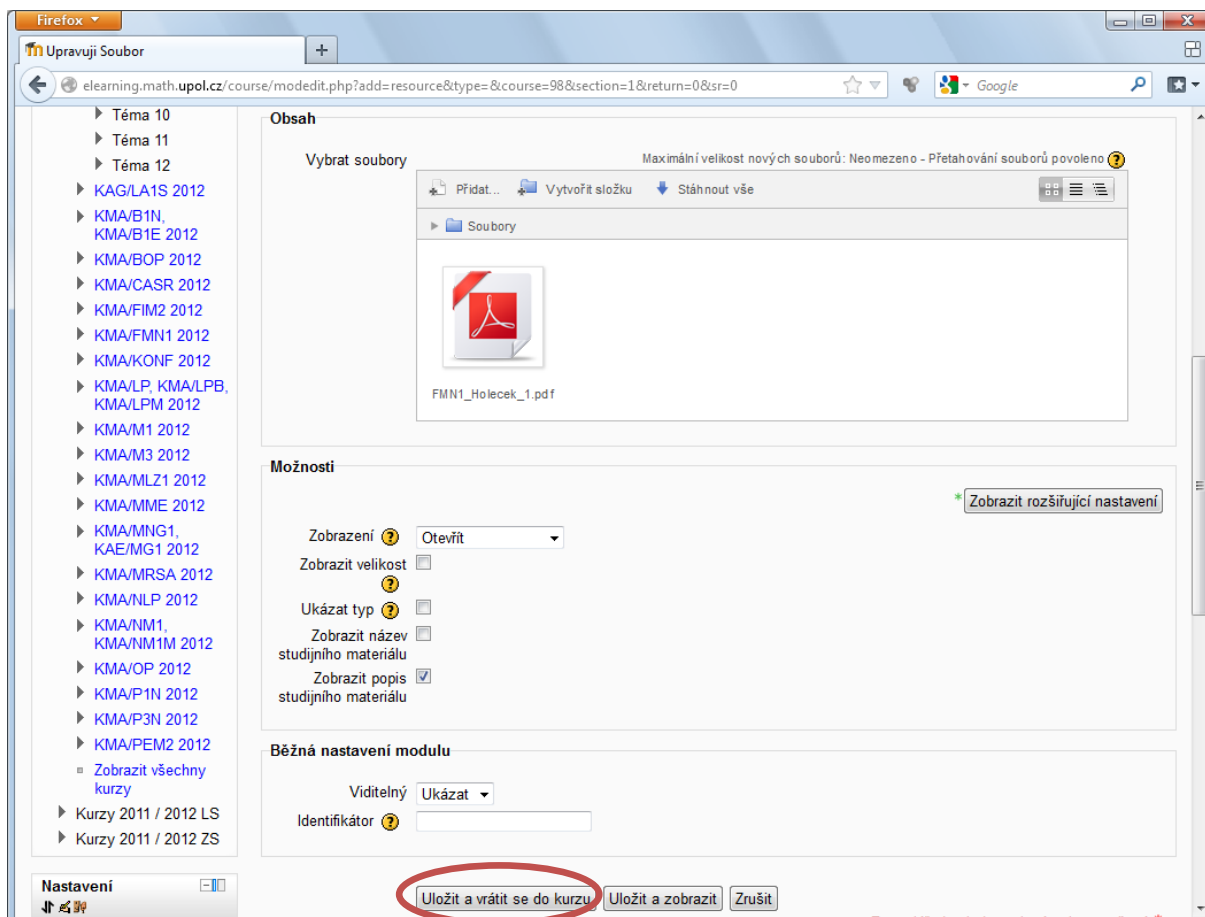 Firefox
Upravuji Soubor
elearning.math.upol.cz/course/modedit.php?add=resource&type=&course=98&section=1&return=0&sr=0
Google
Téma 10
Téma 11
Téma 12
KAG/LA1S 2012
KMA/B1N,
KMA/B1E 2012
KMA/BOP 2012
KMA/CASR 2012
KMA/FIM2 2012
KMA/FMN1 2012
KMA/KONF 2012
KMA/LP, KMA/LPB,
KMA/LPM 2012
KMA/M1 2012
KMA/M3 2012
KMA/MLZ1 2012
KMA/MME 2012
KMA/MNG1,
KAE/MG1 2012
KMA/MRSA 2012
KMA/NLP 2012
KMA/NM1,
KMA/NM1M 2012
KMA/OP 2012
KMA/P1N 2012
KMA/P3N 2012
KMA/PEM2 2012
Zobrazit všechny
kurzy
Kurzy 2011 / 2012 LS
Kurzy 2011 / 2012 ZS
Nastavení
Obsah
Vybrat soubory
Maximální velikost nových souborů: Neomezeno - Přetahování souborů povoleno
Přidat... Vytvořit složku Stáhnout vše
Soubory
FMN1_Holecek_1.pdf
Možnosti
* Zobrazit rozšiřující nastavení
Zobrazení Otevřít
Zobrazit velikost
Ukázat typ
Zobrazit název
studijního materiálu
Zobrazit popis
studijního materiálu
Běžná nastavení modulu
Viditelný Ukázat
Identifikátor
Uložit a vrátit se do kurzu Uložit a zobrazit Zrušit